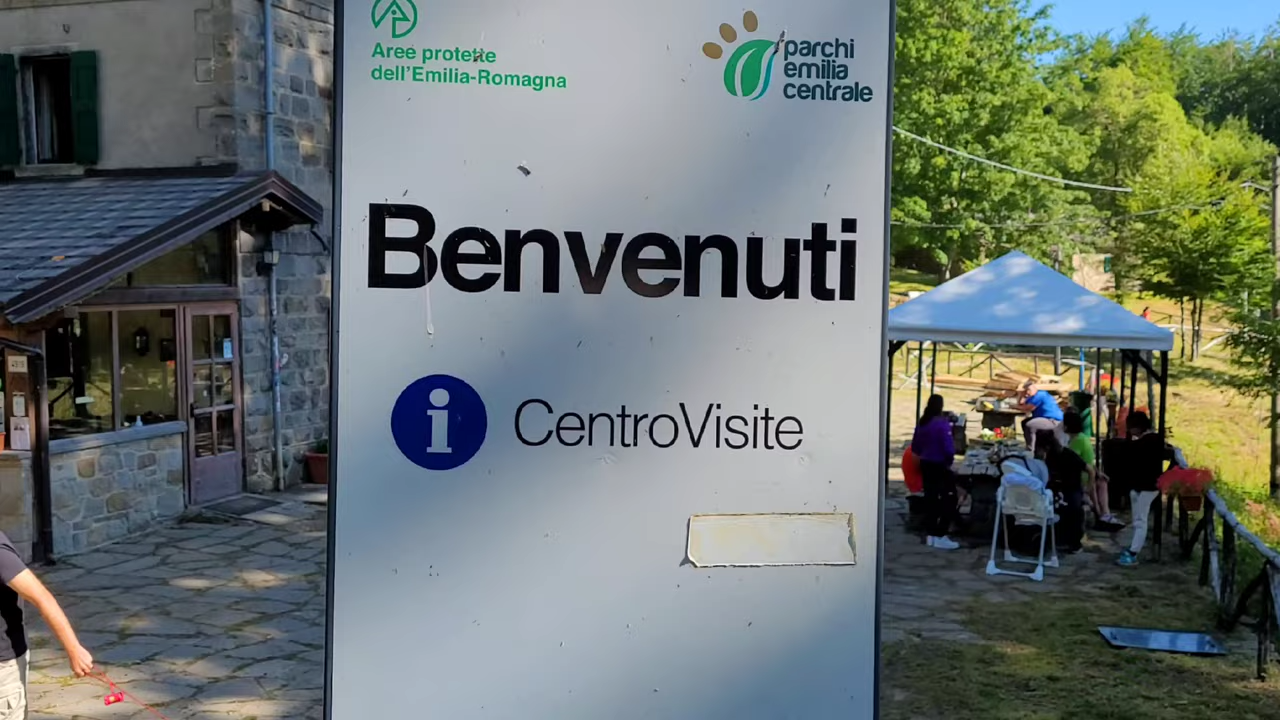 Aree protette
dell'Emilia-Romagna
parchi
emilia
centrale
Benvenuti
i CentroVisite